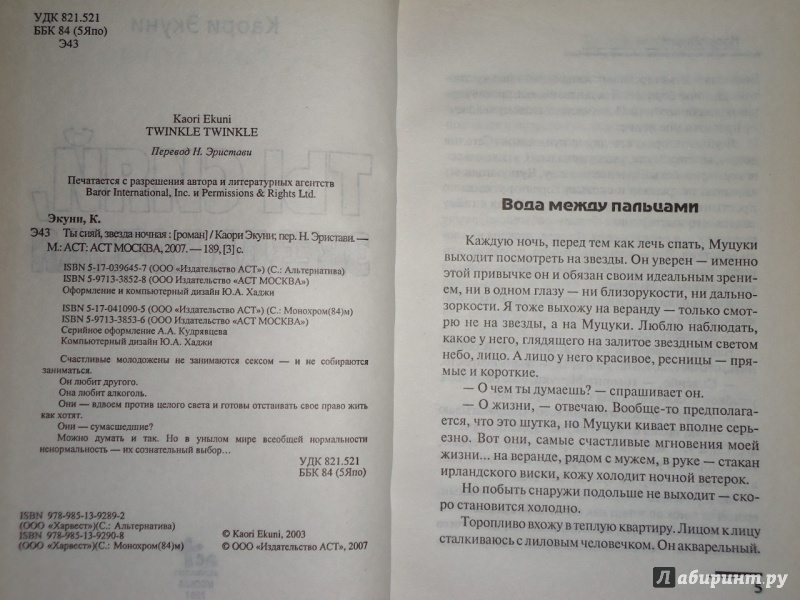 УДК 821.521
ББК 84 (5Япо)
Э43
Kaori Ekuni
TWINKLE TWINKLE
Перевод Н. Эристави
Печатается с разрешения автора и литературных агентств
Baror International, Inc. и Permissions & Rights Ltd.
Экуни, К.
Э43 Ты сияй, звезда ночная : [роман] / Каори Экуни; пер. Н. Эристави. —
М.: АСТ: АСТ МОСКВА, 2007. — 189, [3] с.
ISBN 5-17-039645-7 (ООО «Издательство АСТ») (С.: Альтернатива)
ISBN 5-9713-3852-8 (ООО Издательство «АСТ МОСКВА»)
Оформление и компьютерный дизайн Ю.А. Хаджи
ISBN 5-17-041090-5 (ООО «Издательство АСТ») (С.: Монохром(84)м)
ISBN 5-9713-3853-6 (ООО Издательство «АСТ МОСКВА»)
Серийное оформление А.А. Кудрявцева
Компьютерный дизайн Ю.А. Хаджи
Счастливые молодожены не занимаются сексом — и не собираются
заниматься.
Он любит другого.
Она любит алкоголь.
Они — вдвоем против целого света и готовы отстаивать свое право жить
как хотят.
Они — сумасшедшие?
Можно думать и так. Но в унылом мире всеобщей нормальности
ненормальность — их сознательный выбор...
УДК 821.521
ББК 84 (5Япо)
ISBN 978-985-13-9289-2
(ООО «Харвест»)(С.: Альтернатива)
ISBN 978-985-13-9290-8
(ООО «Харвест»)(С.: Монохром(84)м)
© Kaori Ekuni, 2003
© ООО «Издательство АСТ», 2007
Вода между пальцами
Каждую ночь, перед тем как лечь спать, Муцуки
выходит посмотреть на звезды. Он уверен — именно
этой привычке он и обязан своим идеальным зрени-
ем, ни в одном глазу — ни близорукости, ни дально-
зоркости. Я тоже выхожу на веранду — только смот-
рю не на звезды, а на Муцуки. Люблю наблюдать,
какое у него, глядящего на залитое звездным светом
небо, лицо. А лицо у него красивое, ресницы — пря-
мые и короткие.
— О чем ты думаешь? — спрашивает он.
— О жизни, — отвечаю. Вообще-то предполага-
ется, что это шутка, но Муцуки кивает вполне серь-
езно. Вот они, самые счастливые мгновения моей
жизни... на веранде, рядом с мужем, в руке — стакан
ирландского виски, кожу холодит ночной ветерок.
Но побыть снаружи подольше не выходит — ско-
ро становится холодно.
Торопливо вхожу в теплую квартиру. Лицом к лицу
сталкиваюсь с лиловым человечком. Он акварельный.
5
Лабиринт.ру